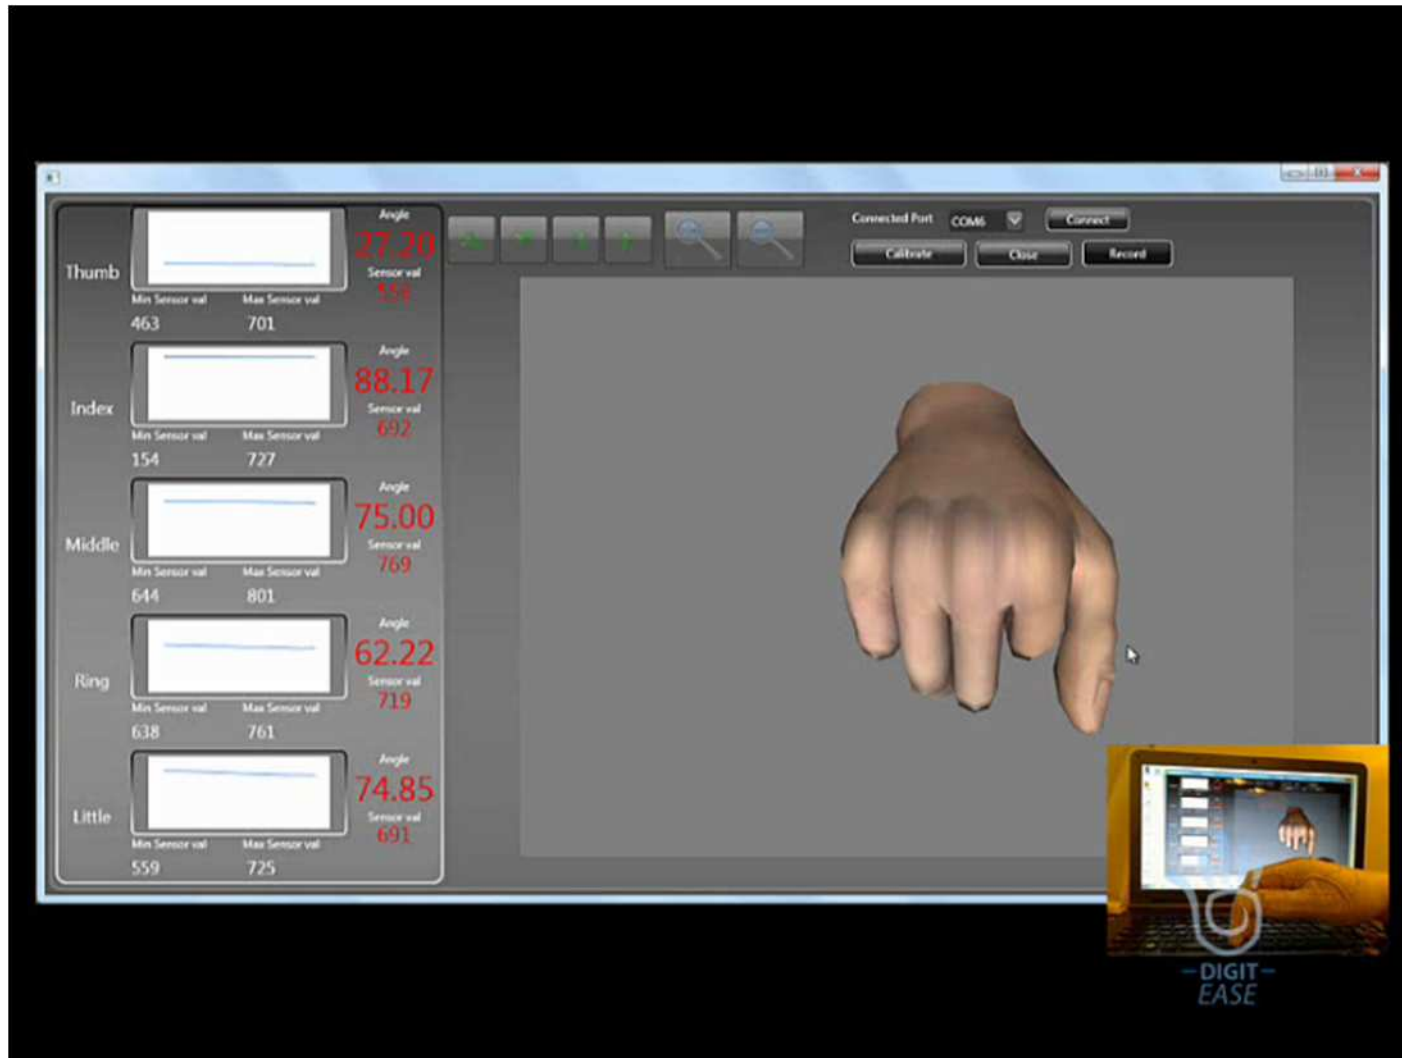 Angle
27.20
Thumb
Sensor val
Min Sensor val Max Sensor val
463 701
Angle
88.17
Index
Sensor val
692
Min Sensor val Max Sensor val
154 727
Angle
75.00
Middle
Sensor val
769
Min Sensor val Max Sensor val
644 801
Angle
62.22
Ring
Sensor val
719
Min Sensor val Max Sensor val
638 761
Angle
74.85
Little
Sensor val
691
Min Sensor val Max Sensor val
559 725
Connected Port COM6 Connect
Calibrate Close Record
DIGIT
EASE